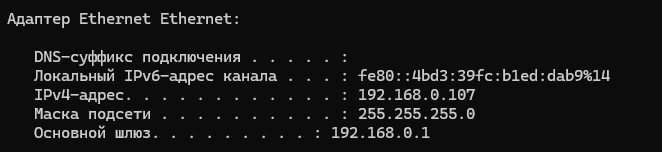 Адаптер Ethernet Ethernet:
DNS-суффикс подключения . . . . . :
Локальный IPv6-адрес канала . . . : fe80::4bd3:39fc:b1ed:dab9%14
IPv4-адрес. . . . . . . . . . . . : 192.168.0.107
Маска подсети . . . . . . . . . . : 255.255.255.0
Основной шлюз. . . . . . . . . : 192.168.0.1